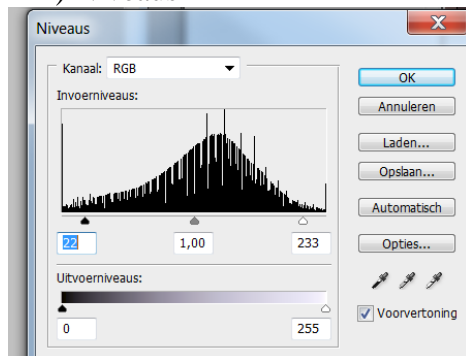 Niveaus
Kanaal: RGB
Invoerniveaus:
22 1,00 233
Uitvoerniveaus:
0 255
OK
Annuleren
Laden...
Opslaan...
Automatisch
Opties...
Voorvertoning